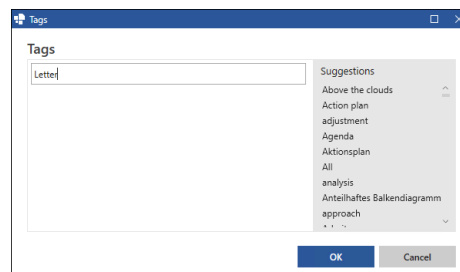 Tags
Tags
Letter
Suggestions
Above the clouds
Action plan
adjustment
Agenda
Aktionsplan
All
analysis
Anteilhaftes Balkendiagramm
approach
OK
Cancel